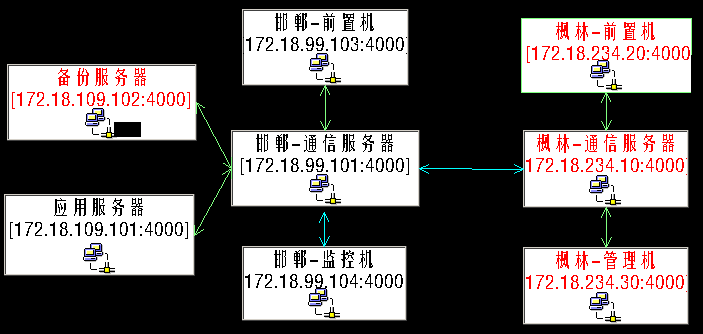 邯郸-前置机
172.18.99.103:4000]
枫林-前置机
[172.18.234.20:4000
备份服务器
[172.18.109.102:4000]
邯郸-通信服务器
[172.18.99.101:4000]
枫林-通信服务器
172.18.234.10:4000]
应用服务器
[172.18.109.101:4000]
邯郸-监控机
172.18.99.104:4000]
枫林-管理机
172.18.234.30:4000]